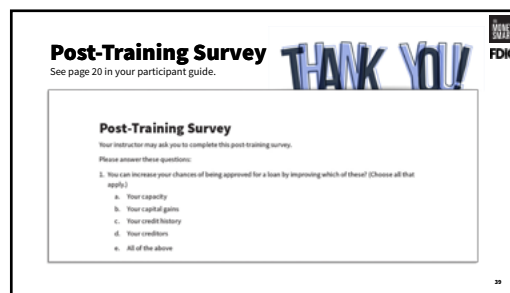 Post-Training Survey
See page 20 in your participant guide.
THANK YOU!
MONEY
SMART
FDIC
Post-Training Survey
Your instructor may ask you to complete this post-training survey.
Please answer these questions:
1. You can increase your chances of being approved for a loan by improving which of these? (Choose all that
apply.)
a. Your capacity
b. Your capital gains
c. Your credit history
d. Your creditors
e. All of the above
39